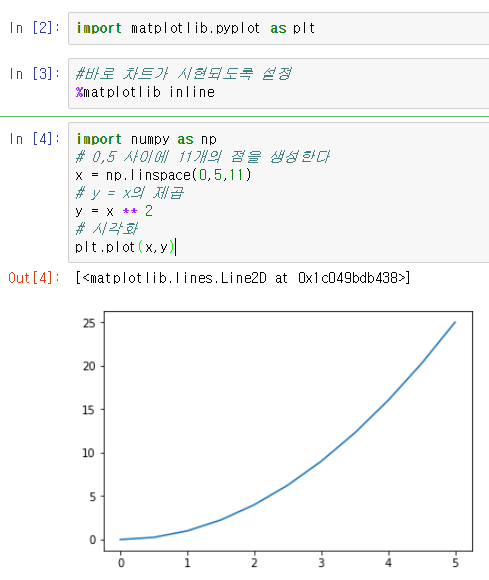 In [2]: import matplotlib.pyplot as plt
In [3]: #바로 차트가 시현되도록 설정
%matplotlib inline
In [4]: import numpy as np
# 0,5 사이에 11개의 점을 생성한다
x = np.linspace(0,5,11)
# y = x의 제곱
y = x ** 2
# 시각화
plt.plot(x,y)
Out[4]: [<matplotlib.lines.Line2D at 0x1c049bdb438>]
25
20
15
10
5
0
0 1 2 3 4 5